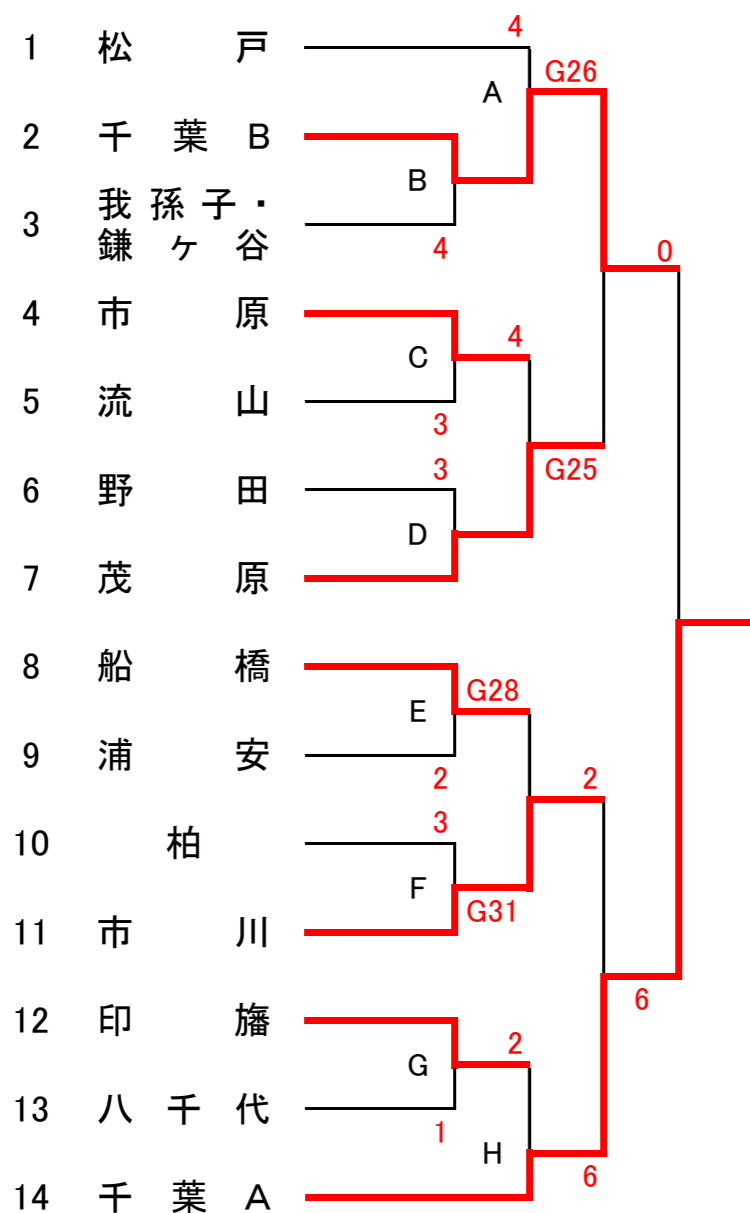 4
1 松戸
G26
A
2 千葉B
B
3 我孫子・
鎌ヶ谷
4
0
4 市原
4
C
5 流山
3
3
G25
6 野田
D
7 茂原
8 船橋
G28
E
9 浦安
2
2
3
10 柏
F
G31
11 市川
6
12 印旛
2
G
13 八千代
1
H
6
14 千葉A